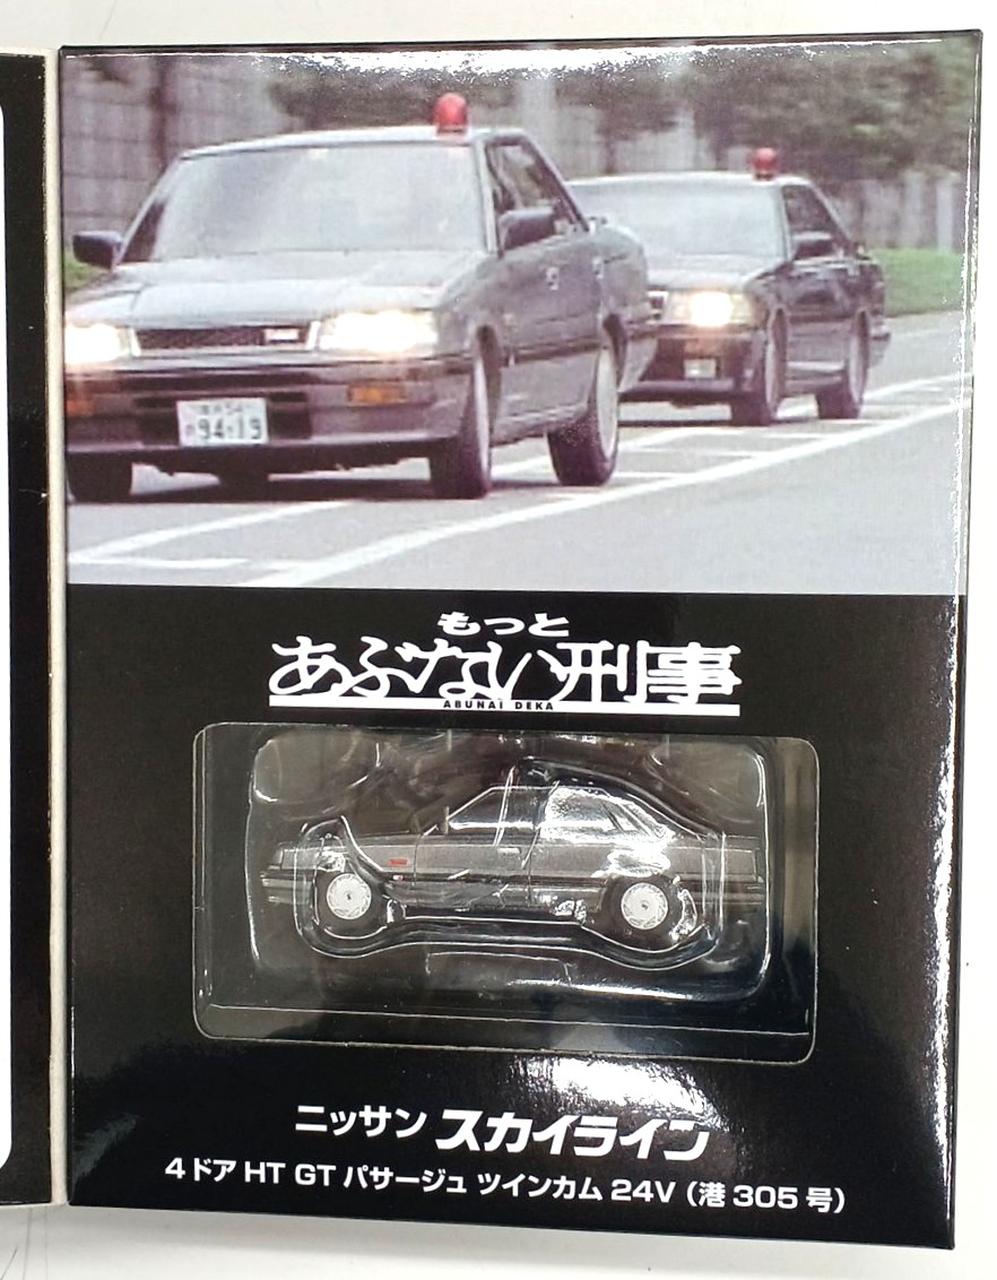 94-19
もっと
あぶない刑事
ABUNAI DEKA
ニッサン スカイライン
4ドア HT GT パサージュ ツインカム 24V (港 305 号)